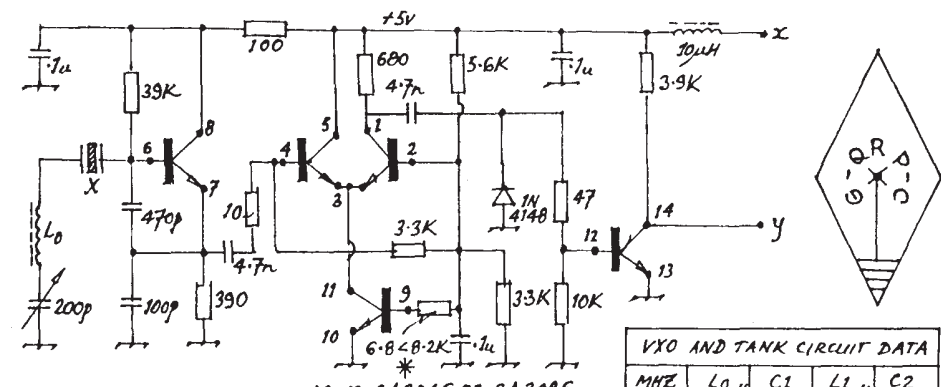 +5v
x
100
10µH
.1u
39K
680
5.6K
.1u
3.9K
4.7n
8
5
1
6
4
2
X
7
3
14
y
470p
10
1N
4148
47
L0
12
4.7n
3.3K
13
11
9
200p
100p
390
10
3.3K
10K
6.8<8.2K
.1u
*
G-QRP-C
VXO AND TANK CIRCUIT DATA
MHZ
L0
C1
L1
C2